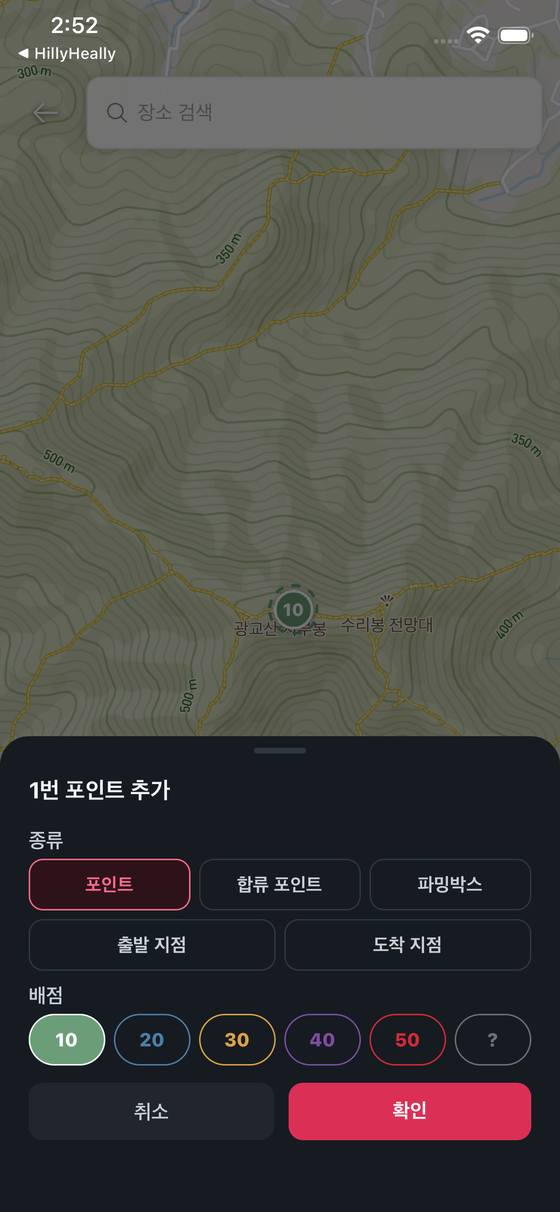 2:52
◀ HillyHeally
300 m
장소 검색
350 m
350 m
500 m
10
광교산
수리봉 전망대
400 m
500 m
1번 포인트 추가
종류
포인트 합류 포인트 파밍박스
출발 지점 도착 지점
배점
10 20 30 40 50 ?
취소 확인